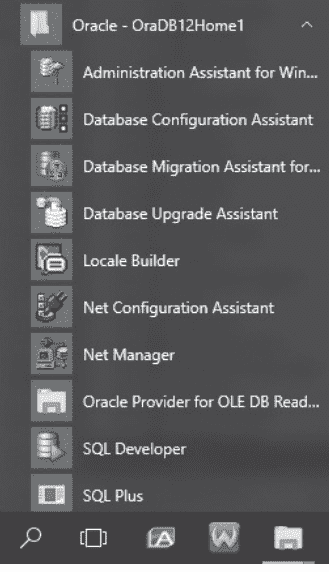 Oracle - OraDB12Home1
Administration Assistant for Win...
Database Configuration Assistant
Database Migration Assistant for...
Database Upgrade Assistant
Locale Builder
Net Configuration Assistant
Net Manager
Oracle Provider for OLE DB Read...
SQL Developer
SQL Plus